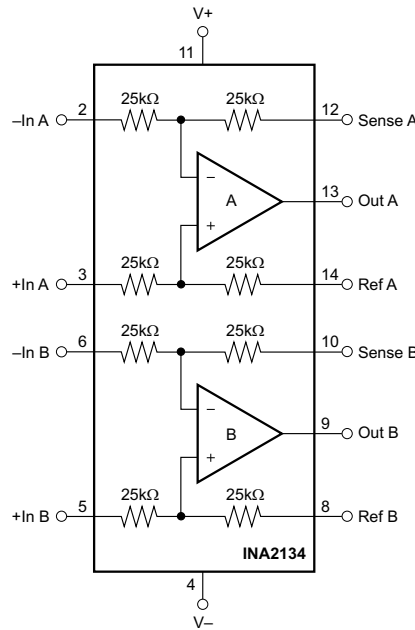 V+
11
25kΩ 25kΩ
–In A 2 12 Sense A
– A 13 Out A
+
25kΩ 25kΩ
+In A 3 14 Ref A
25kΩ 25kΩ
–In B 6 10 Sense B
– B 9 Out B
+
25kΩ 25kΩ
+In B 5 8 Ref B
INA2134
4
V–